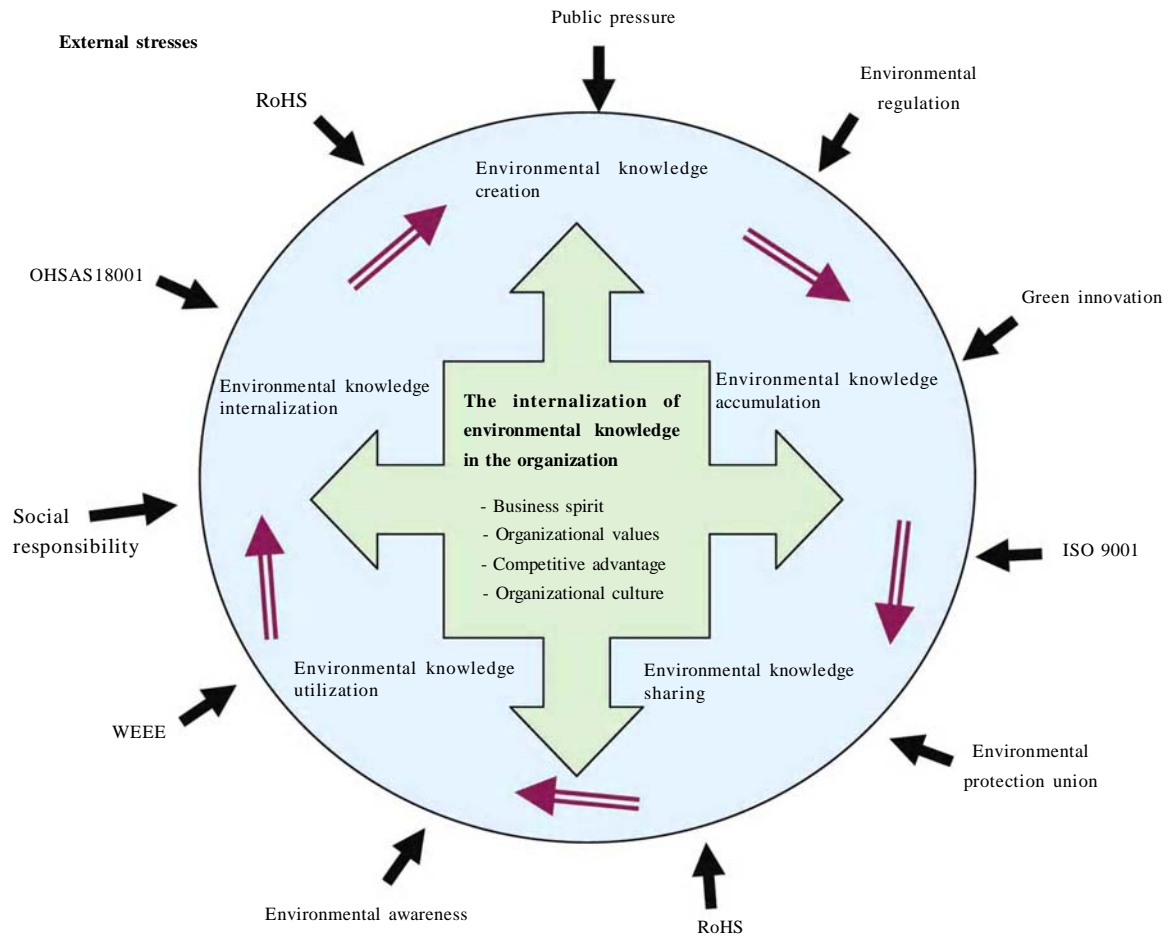 Public pressure
External stresses
Environmental
regulation
RoHS
Environmental knowledge
creation
OHSAS18001
Green innovation
Environmental knowledge
internalization
Environmental knowledge
accumulation
The internalization of
environmental knowledge
in the organization
- Business spirit
- Organizational values
- Competitive advantage
- Organizational culture
Social
responsibility
ISO 9001
Environmental knowledge
utilization
Environmental knowledge
sharing
WEEE
Environmental
protection union
Environmental awareness
RoHS